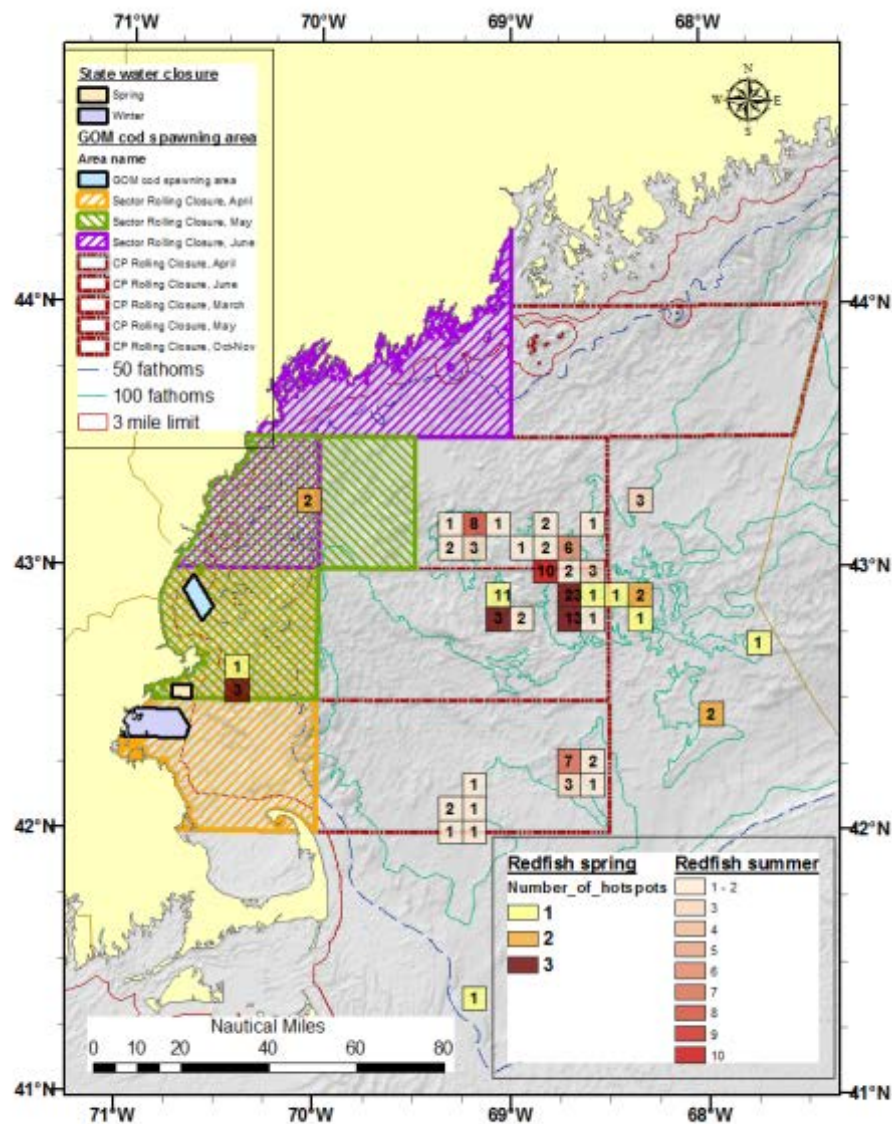 71°W 70°W 69°W 68°W
State water closure
Spring
Winter
GOM cod spawning area
Area name
GOM cod spawning area
Sector Rolling Closure, April
Sector Rolling Closure, May
Sector Rolling Closure, June
CP Rolling Closure, April
CP Rolling Closure, June
CP Rolling Closure, March
CP Rolling Closure, May
CP Rolling Closure, Oct-Nov
50 fathoms
100 fathoms
3 mile limit
N
W E
S
44°N 44°N
2 3
1 8 1 2 1
2 3 1 2 6
43°N 43°N
10 2 3
11 23 1 1 2
3 2 13 1 1
1
1
3
2
7 2
1 3 1
2 1
42°N 1 1 42°N
Redfish spring
Number_of_hotspots
1
2
3
Redfish summer
1 - 2
3
4
5
6
7
8
9
10
1
Nautical Miles
0 5 10 20 40 60 80
41°N 41°N
71°W 70°W 69°W 68°W